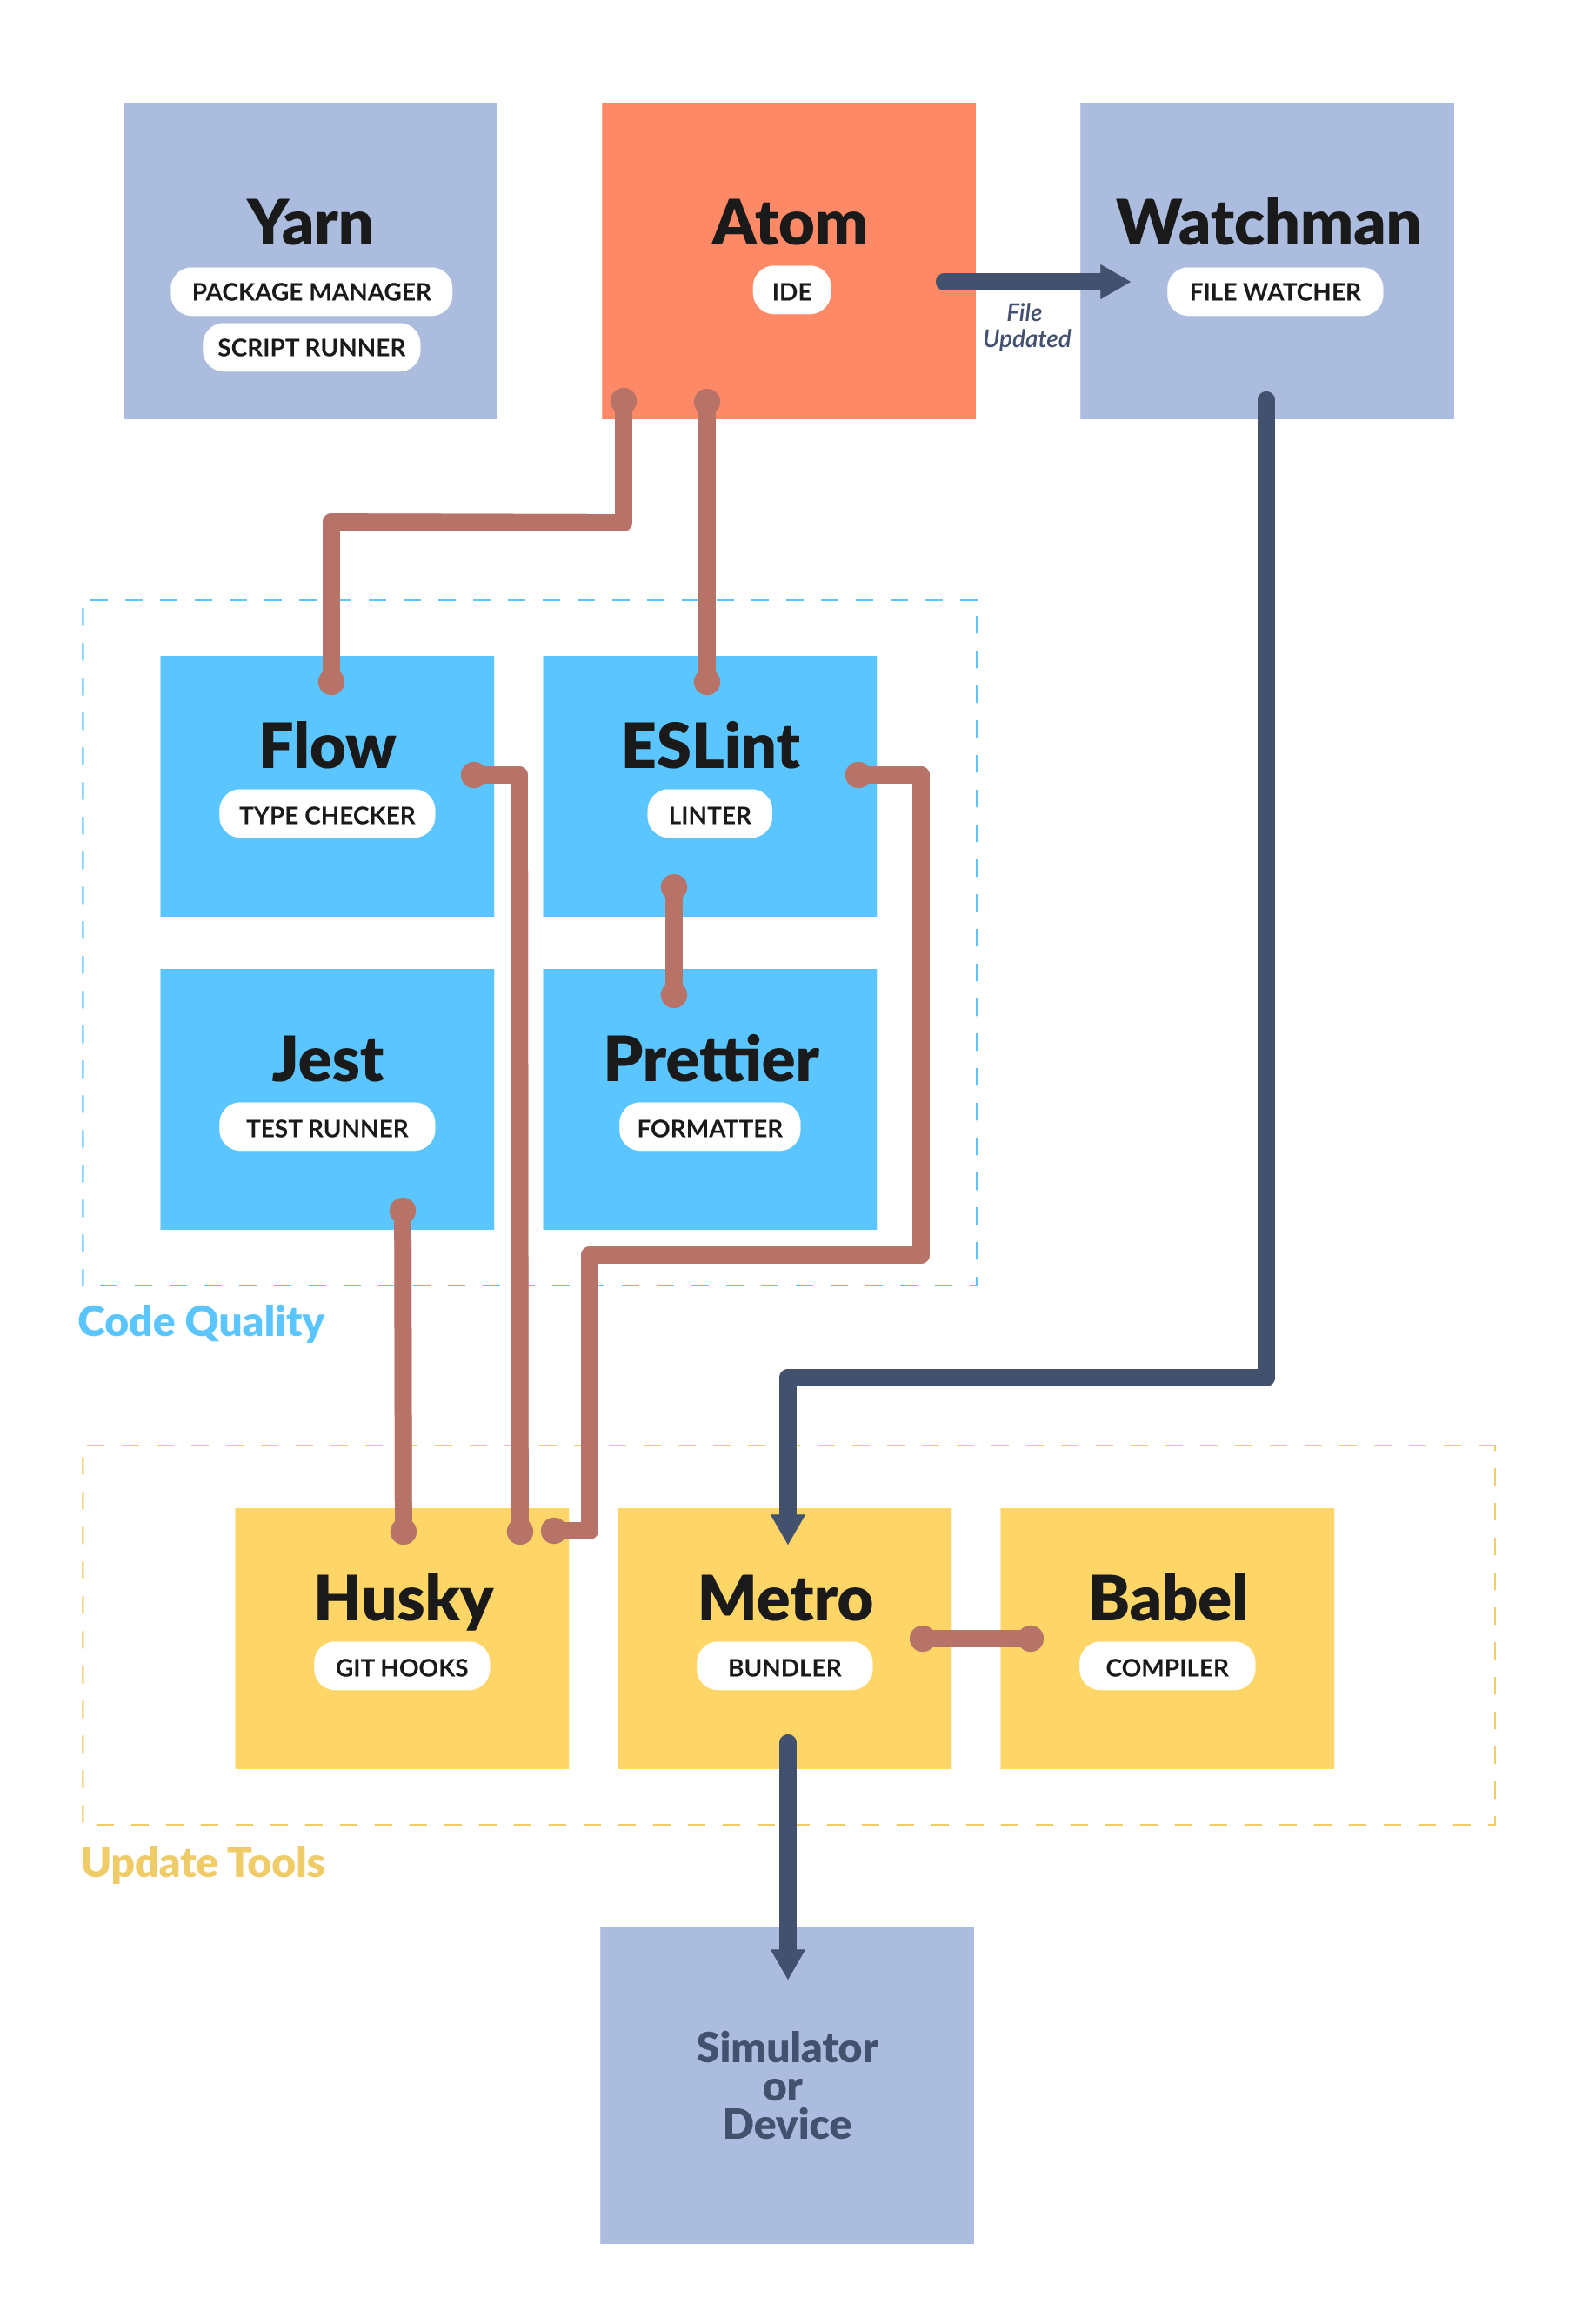 Yarn
PACKAGE MANAGER
SCRIPT RUNNER
Atom
IDE
File
Updated
Watchman
FILE WATCHER
Flow
TYPE CHECKER
ESLint
LINTER
Jest
TEST RUNNER
Prettier
FORMATTER
Code Quality
Husky
GIT HOOKS
Metro
BUNDLER
Babel
COMPILER
Update Tools
Simulator
or
Device